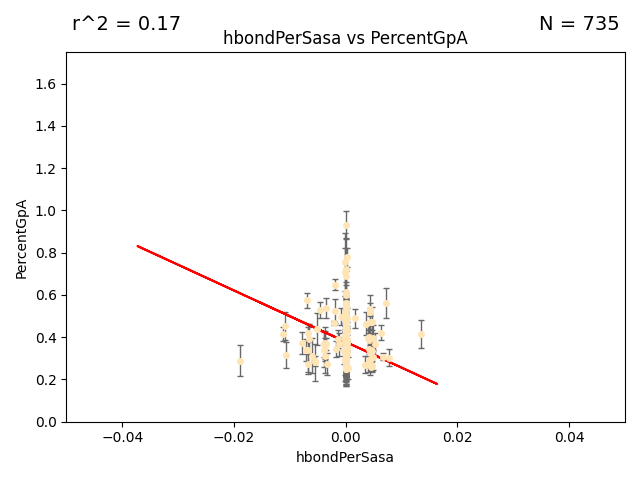 r^2 = 0.17
N = 735
hbondPerSasa vs PercentGpA
PercentGpA
1.6
1.4
1.2
1.0
0.8
0.6
0.4
0.2
0.0
−0.04
−0.02
0.00
0.02
0.04
hbondPerSasa